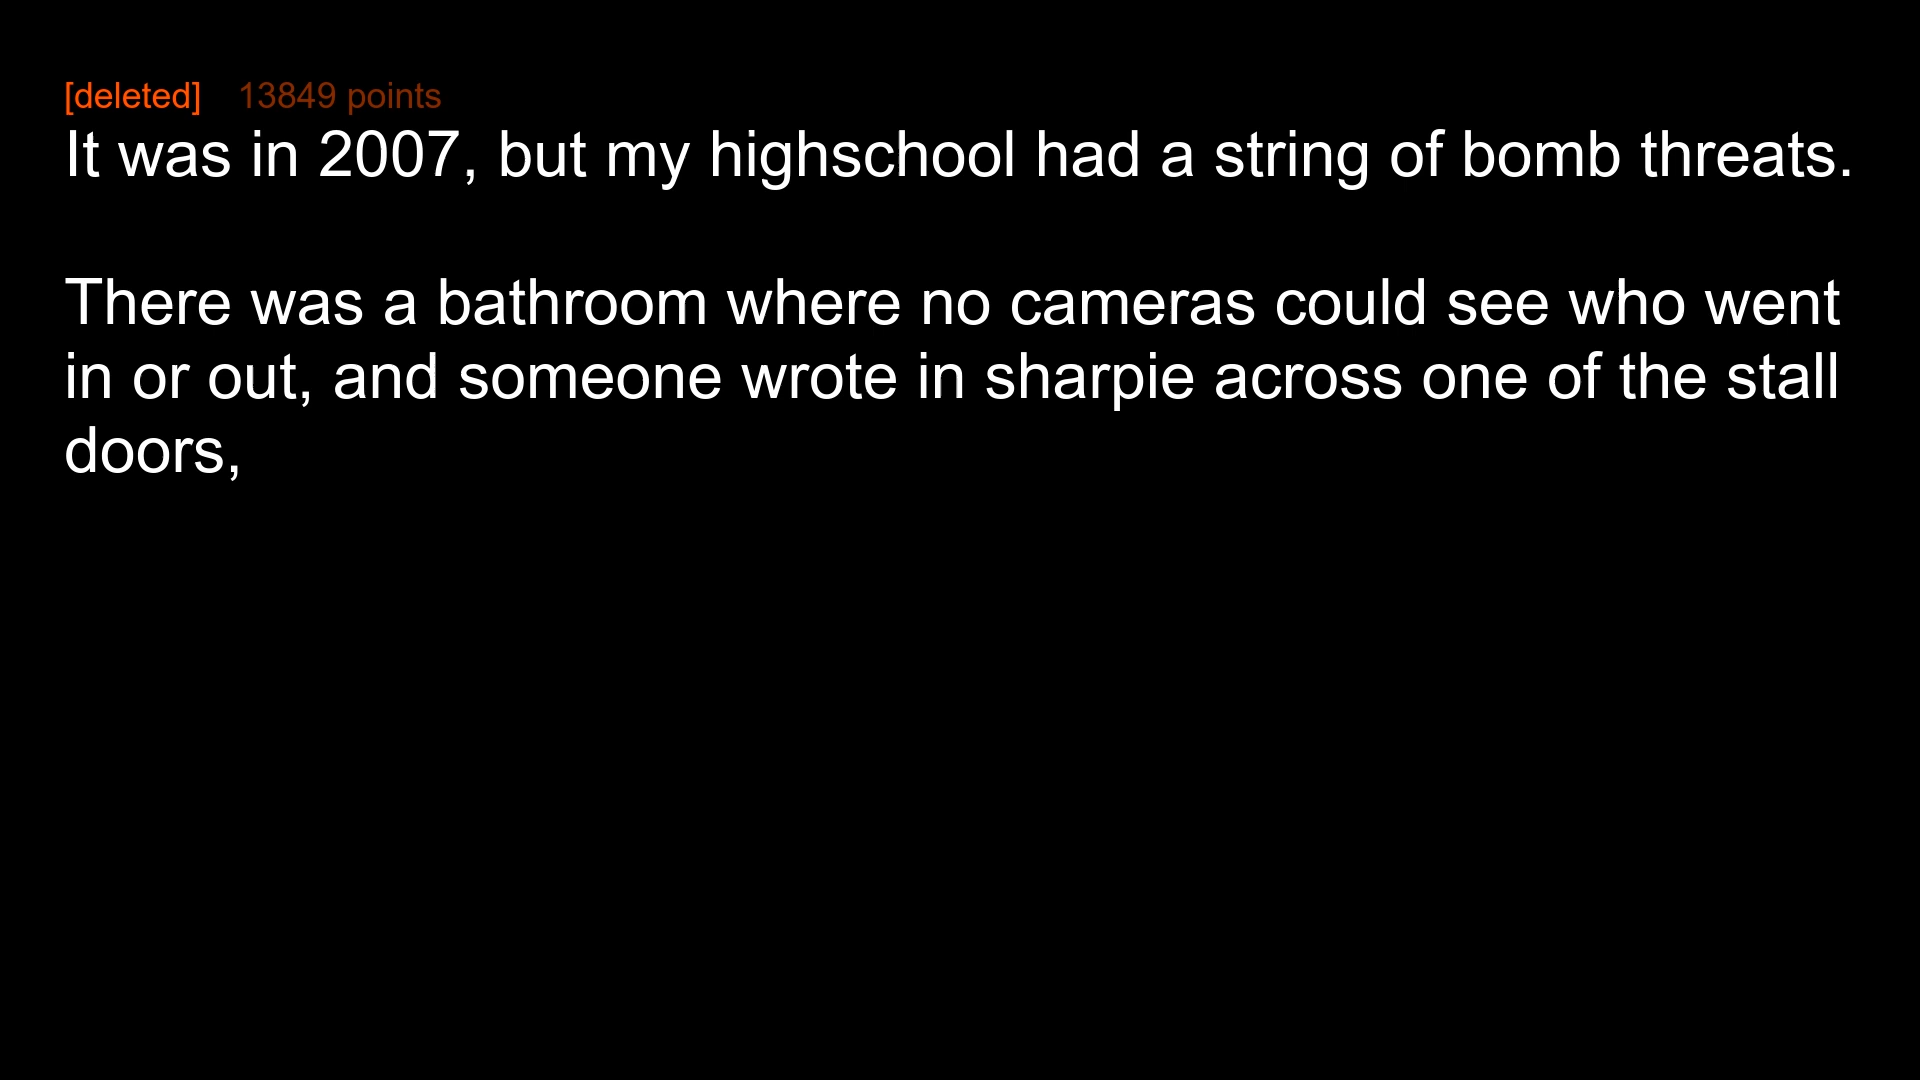 [deleted] 13849 points
It was in 2007, but my highschool had a string of bomb threats.
There was a bathroom where no cameras could see who went
in or out, and someone wrote in sharpie across one of the stall
doors,